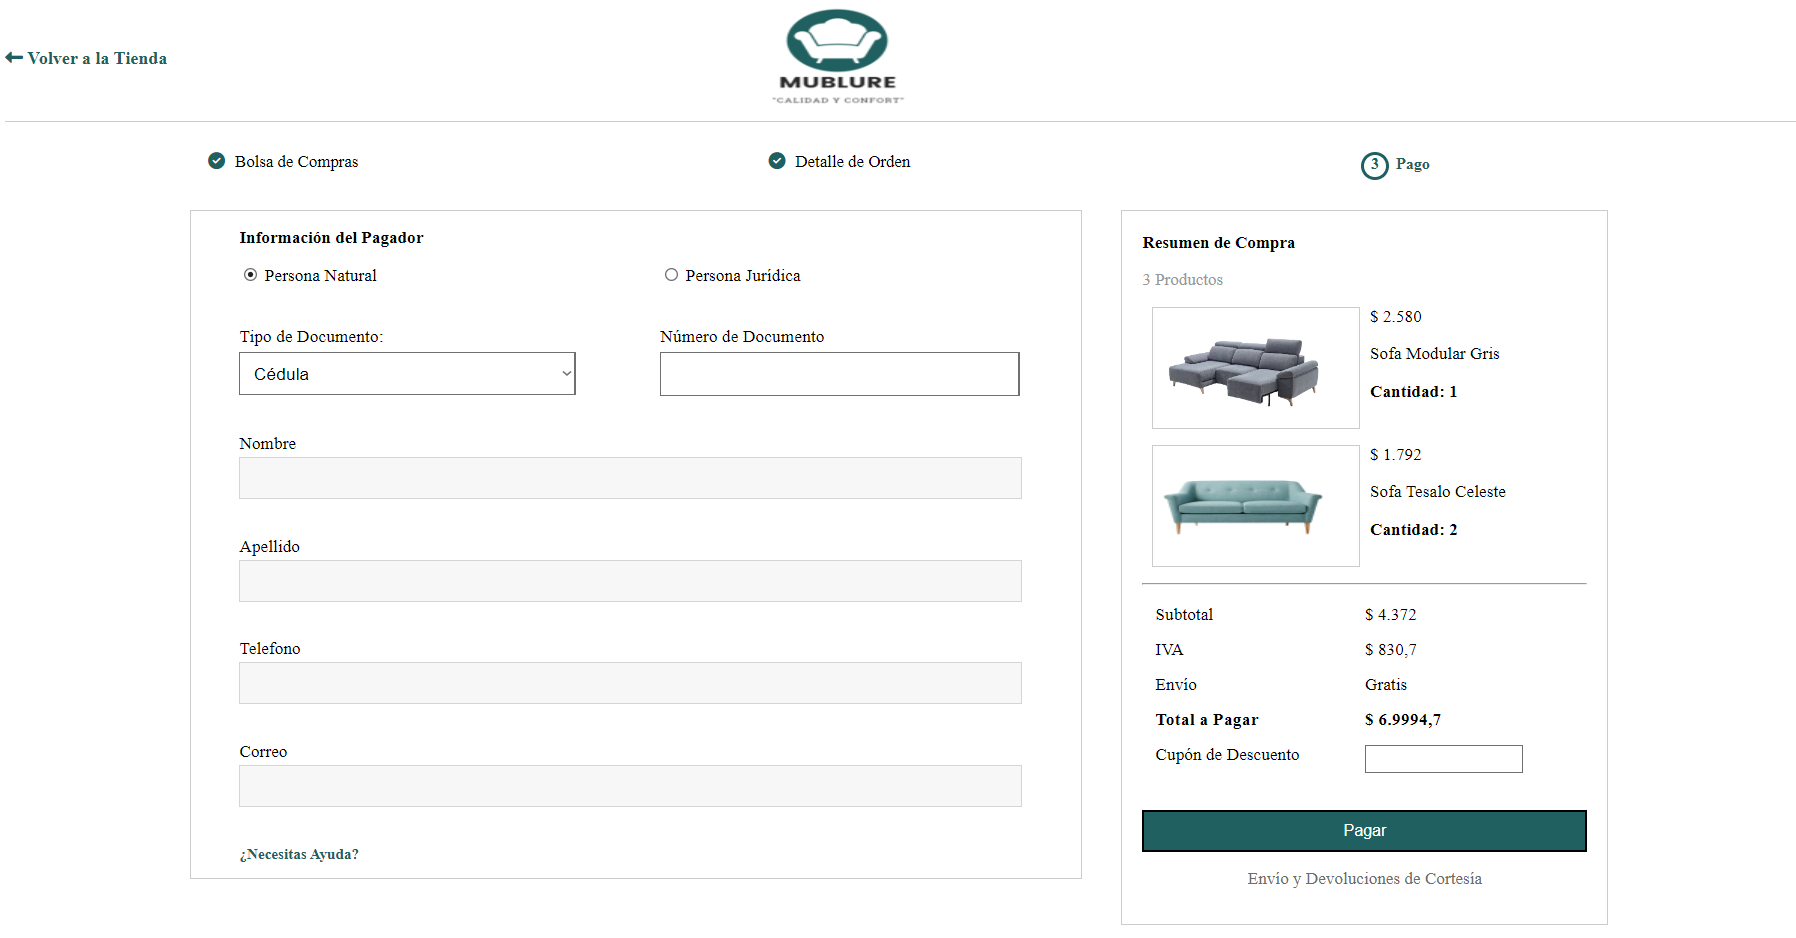 Volver a la Tienda
MUBLURE
"CALIDAD Y CONFORT"
Bolsa de Compras
Detalle de Orden
3 Pago
Información del Pagador
Persona Natural
Persona Jurídica
Tipo de Documento:
Número de Documento
Cédula
Nombre
Apellido
Telefono
Correo
¿Necesitas Ayuda?
Resumen de Compra
3 Productos
$ 2.580
Sofa Modular Gris
Cantidad: 1
$ 1.792
Sofa Tesalo Celeste
Cantidad: 2
Subtotal $ 4.372
IVA $ 830,7
Envío Gratis
Total a Pagar $ 6.9994,7
Cupón de Descuento
Pagar
Envío y Devoluciones de Cortesía